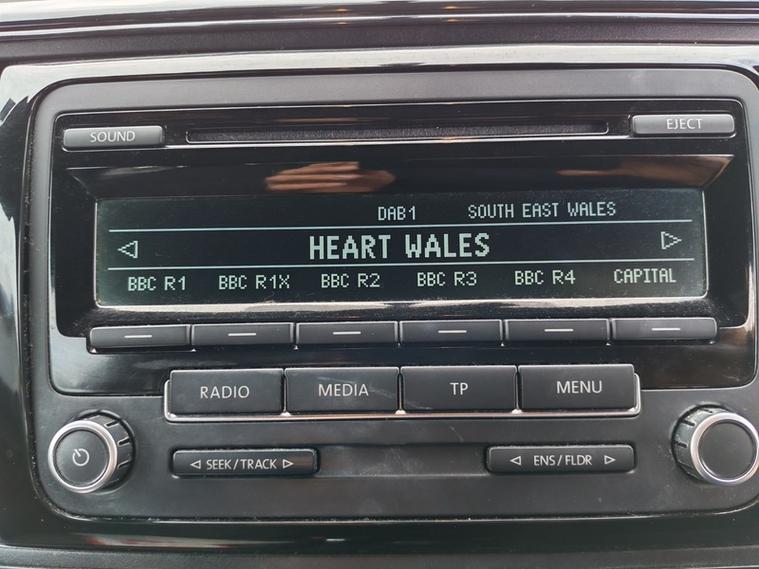 SOUND EJECT
DAB1 SOUTH EAST WALES
HEART WALES
BBC R1 BBC R1X BBC R2 BBC R3 BBC R4 CAPITAL
RADIO MEDIA TP MENU
SEEK/TRACK ENS/FLDR